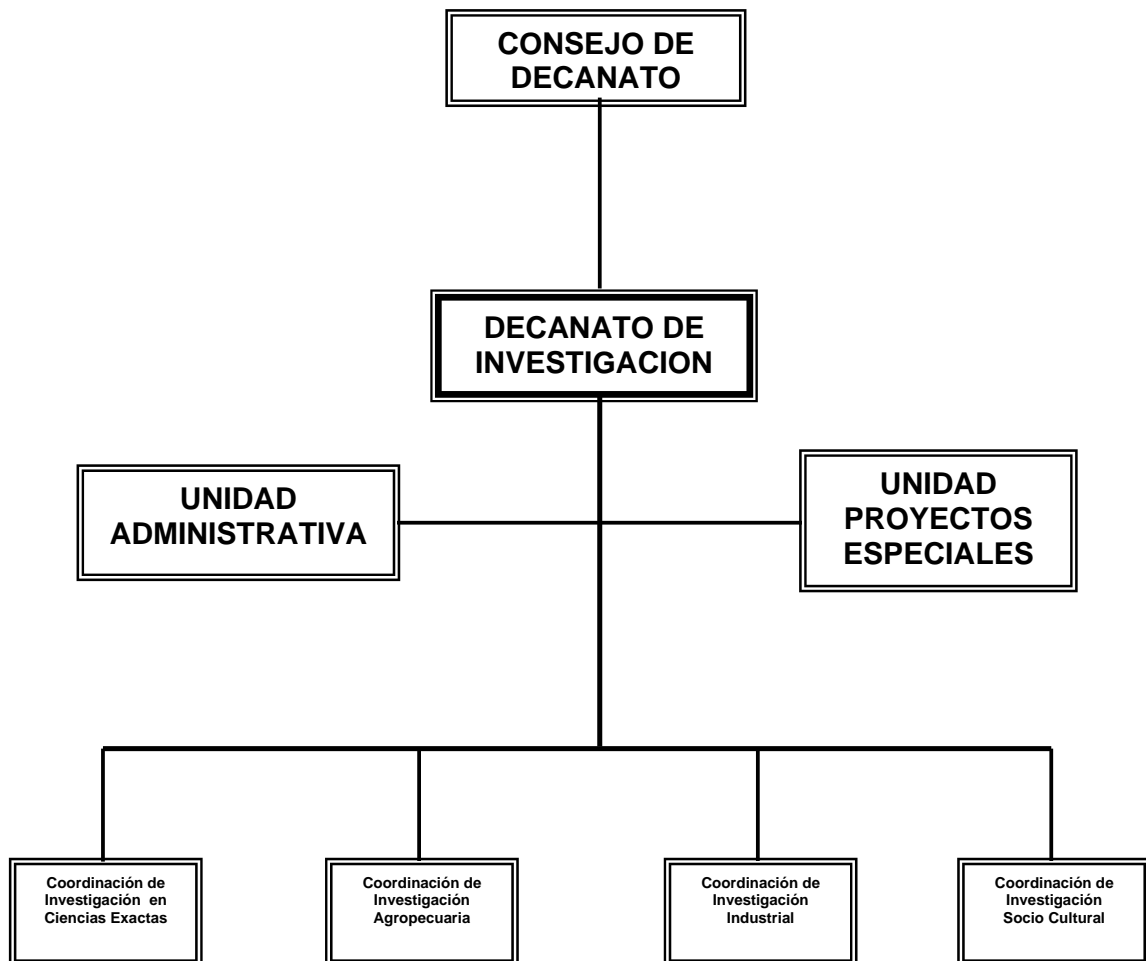 CONSEJO DE
DECANATO
DECANATO DE
INVESTIGACION
UNIDAD
ADMINISTRATIVA
UNIDAD
PROYECTOS
ESPECIALES
Coordinación de
Investigación en
Ciencias Exactas
Coordinación de
Investigación
Agropecuaria
Coordinación de
Investigación
Industrial
Coordinación de
Investigación
Socio Cultural